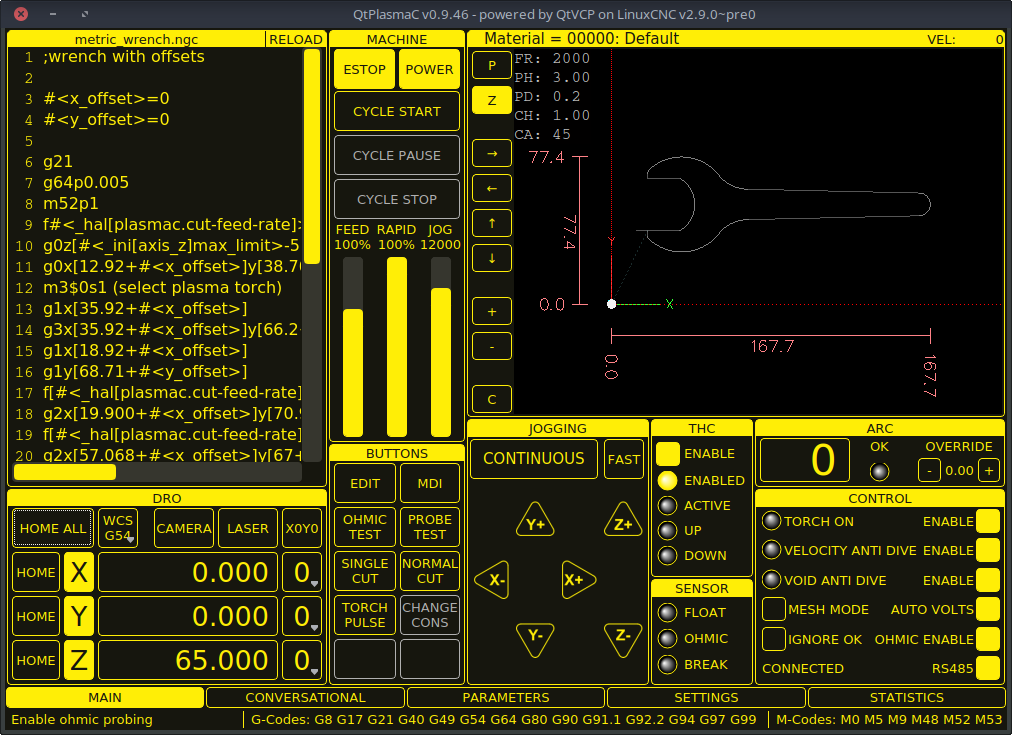 QtPlasmaC v0.9.46 - powered by QtVCP on LinuxCNC v2.9.0~pre0
metric_wrench.ngc RELOAD
1 ;wrench with offsets
2
3 #<x_offset>=0
4 #<y_offset>=0
5
6 g21
7 g64p0.005
8 m52p1
9 f#<_hal[plasmac.cut-feed-rate]>
10 g0z[#<_ini[axis_z]max_limit>-5
11 g0x[12.92+#<x_offset>]y[38.7
12 m3$0s1 (select plasma torch)
13 g1x[35.92+#<x_offset>]
14 g3x[35.92+#<x_offset>]y[66.2
15 g1x[18.92+#<x_offset>]
16 g1y[68.71+#<y_offset>]
17 f[#<_hal[plasmac.cut-feed-rate]
18 g2x[19.900+#<x_offset>]y[70.
19 f[#<_hal[plasmac.cut-feed-rate]
20 g2x[57.068+#<x_offset>]y[67+
MACHINE
ESTOP POWER
CYCLE START
CYCLE PAUSE
CYCLE STOP
FEED RAPID JOG
100% 100% 12000
Material = 00000: Default VEL: 0
P
Z
→
←
↑
↓
+
-
C
FR: 2000
PH: 3.00
PD: 0.2
CH: 1.00
CA: 45
77.4
77.4
Y
0.0
X
167.7
0.0
167.7
DRO
HOME ALL WCS G54 CAMERA LASER X0Y0
HOME X 0.000 0
HOME Y 0.000 0
HOME Z 65.000 0
BUTTONS
EDIT MDI
OHMIC TEST PROBE TEST
SINGLE CUT NORMAL CUT
TORCH PULSE CHANGE CONS
JOGGING
CONTINUOUS FAST
Y+ Z+
X- X+
Y- Z-
THC
ENABLE
ENABLED
ACTIVE
UP
DOWN
SENSOR
FLOAT
OHMIC
BREAK
ARC
0 OK OVERRIDE
- 0.00 +
CONTROL
TORCH ON ENABLE
VELOCITY ANTI DIVE ENABLE
VOID ANTI DIVE ENABLE
MESH MODE AUTO VOLTS
IGNORE OK OHMIC ENABLE
CONNECTED RS485
MAIN CONVERSATIONAL PARAMETERS SETTINGS STATISTICS
Enable ohmic probing G-Codes: G8 G17 G21 G40 G49 G54 G64 G80 G90 G91.1 G92.2 G94 G97 G99 M-Codes: M0 M5 M9 M48 M52 M53